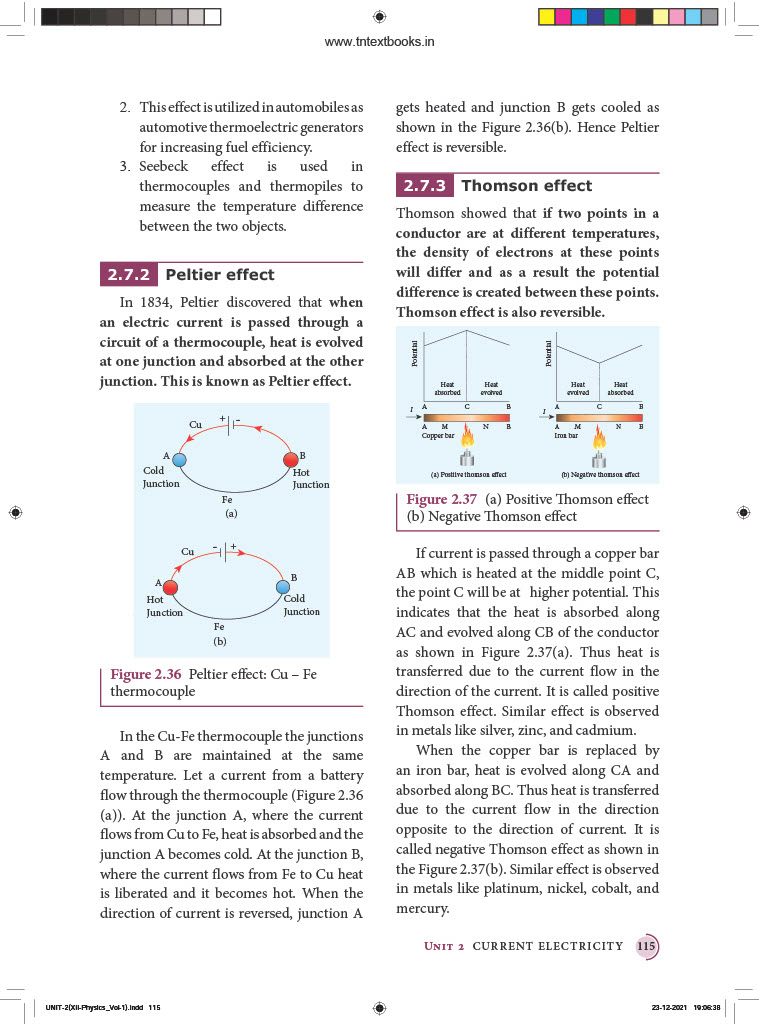 www.tntextbooks.in
2. This effect is utilized in automobiles as
automotive thermoelectric generators
for increasing fuel efficiency.
3. Seebeck effect is used in
thermocouples and thermopiles to
measure the temperature difference
between the two objects.
2.7.2 Peltier effect
In 1834, Peltier discovered that when
an electric current is passed through a
circuit of a thermocouple, heat is evolved
at one junction and absorbed at the other
junction. This is known as Peltier effect.
Cu + -
A B
Cold
Junction
Hot
Junction
Fe
(a)
Cu - +
A B
Hot
Junction
Cold
Junction
Fe
(b)
Figure 2.36 Peltier effect: Cu – Fe
thermocouple
In the Cu-Fe thermocouple the junctions
A and B are maintained at the same
temperature. Let a current from a battery
flow through the thermocouple (Figure 2.36
(a)). At the junction A, where the current
flows from Cu to Fe, heat is absorbed and the
junction A becomes cold. At the junction B,
where the current flows from Fe to Cu heat
is liberated and it becomes hot. When the
direction of current is reversed, junction A
gets heated and junction B gets cooled as
shown in the Figure 2.36(b). Hence Peltier
effect is reversible.
2.7.3 Thomson effect
Thomson showed that if two points in a
conductor are at different temperatures,
the density of electrons at these points
will differ and as a result the potential
difference is created between these points.
Thomson effect is also reversible.
Potential
Heat
absorbed
Heat
evolved
A C B
I
A M N B
Copper bar
(a) Positive thomson effect
Potential
Heat
evolved
Heat
absorbed
A C B
I
A M N B
Iron bar
(b) Negative thomson effect
Figure 2.37 (a) Positive Thomson effect
(b) Negative Thomson effect
If current is passed through a copper bar
AB which is heated at the middle point C,
the point C will be at higher potential. This
indicates that the heat is absorbed along
AC and evolved along CB of the conductor
as shown in Figure 2.37(a). Thus heat is
transferred due to the current flow in the
direction of the current. It is called positive
Thomson effect. Similar effect is observed
in metals like silver, zinc, and cadmium.
When the copper bar is replaced by
an iron bar, heat is evolved along CA and
absorbed along BC. Thus heat is transferred
due to the current flow in the direction
opposite to the direction of current. It is
called negative Thomson effect as shown in
the Figure 2.37(b). Similar effect is observed
in metals like platinum, nickel, cobalt, and
mercury.
UNIT 2 CURRENT ELECTRICITY 115
UNIT-2(XII-Physics_Vol-1).indd 115
23-12-2021 19:06:38